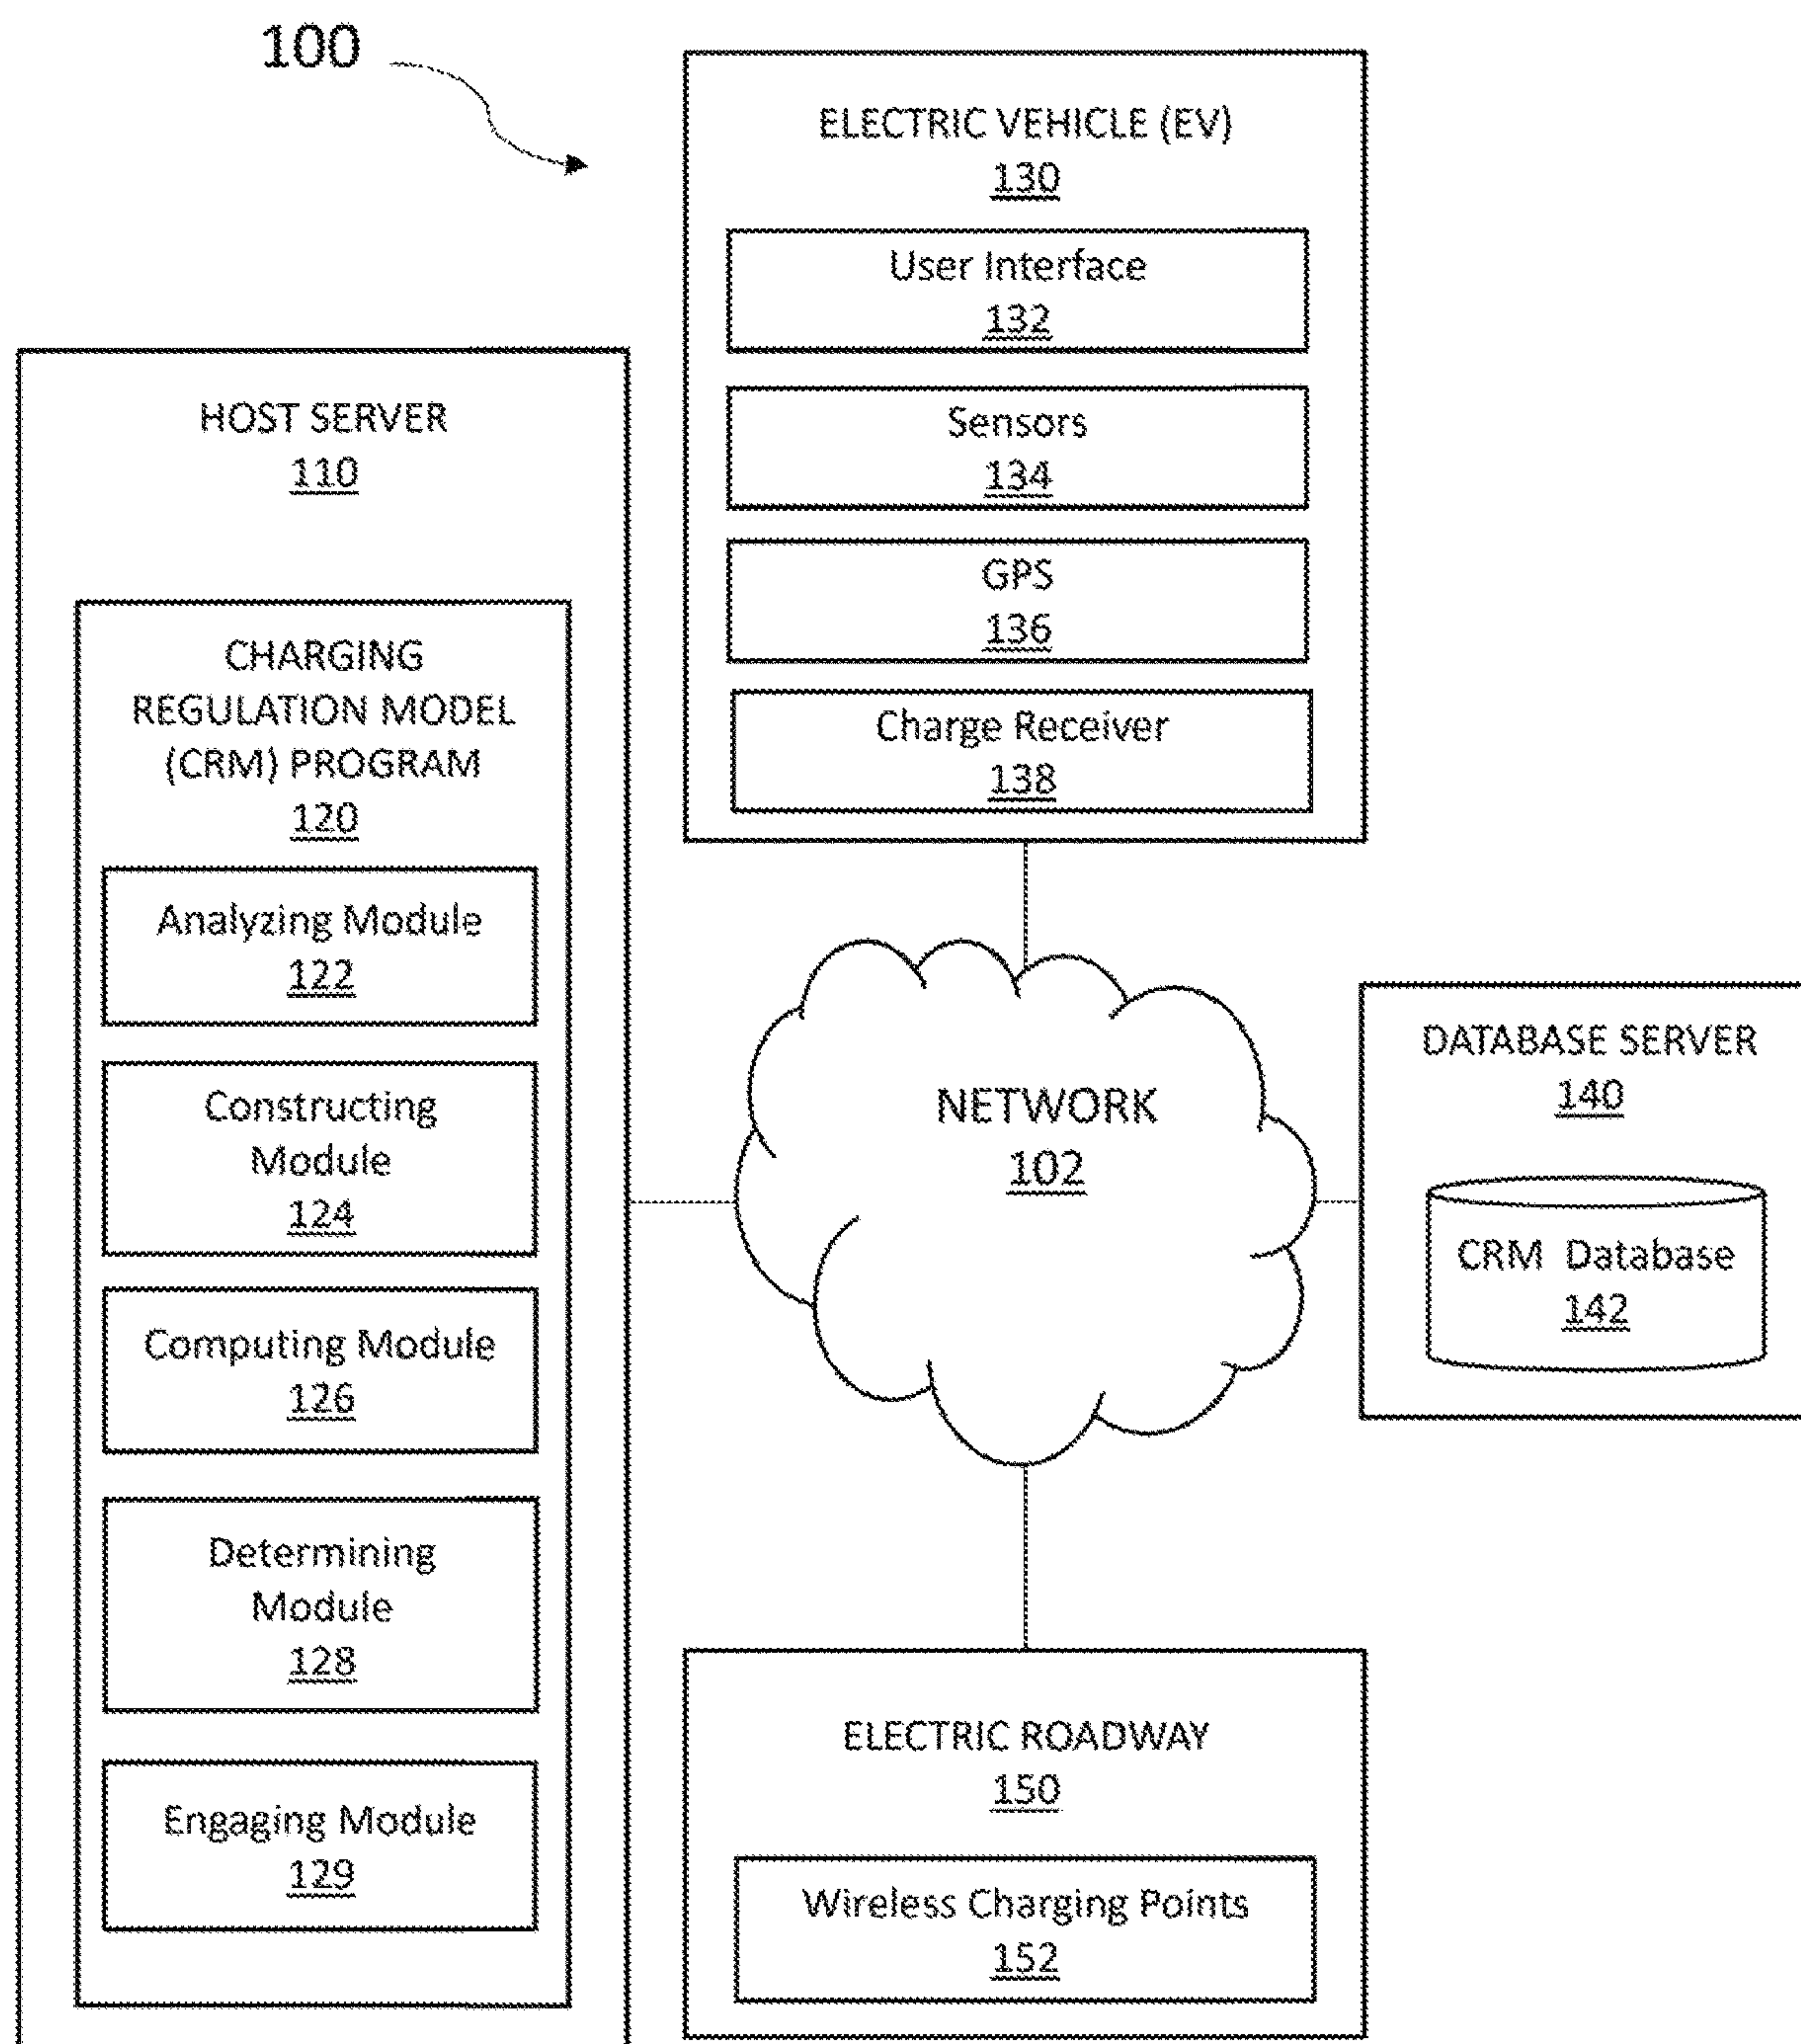 100
ELECTRIC VEHICLE (EV)
130
User Interface
132
Sensors
134
GPS
136
Charge Receiver
138
HOST SERVER
110
CHARGING
REGULATION MODEL
(CRM) PROGRAM
120
Analyzing Module
122
Constructing
Module
124
Computing Module
126
Determining
Module
128
Engaging Module
129
NETWORK
102
DATABASE SERVER
140
CRM Database
142
ELECTRIC ROADWAY
150
Wireless Charging Points
152